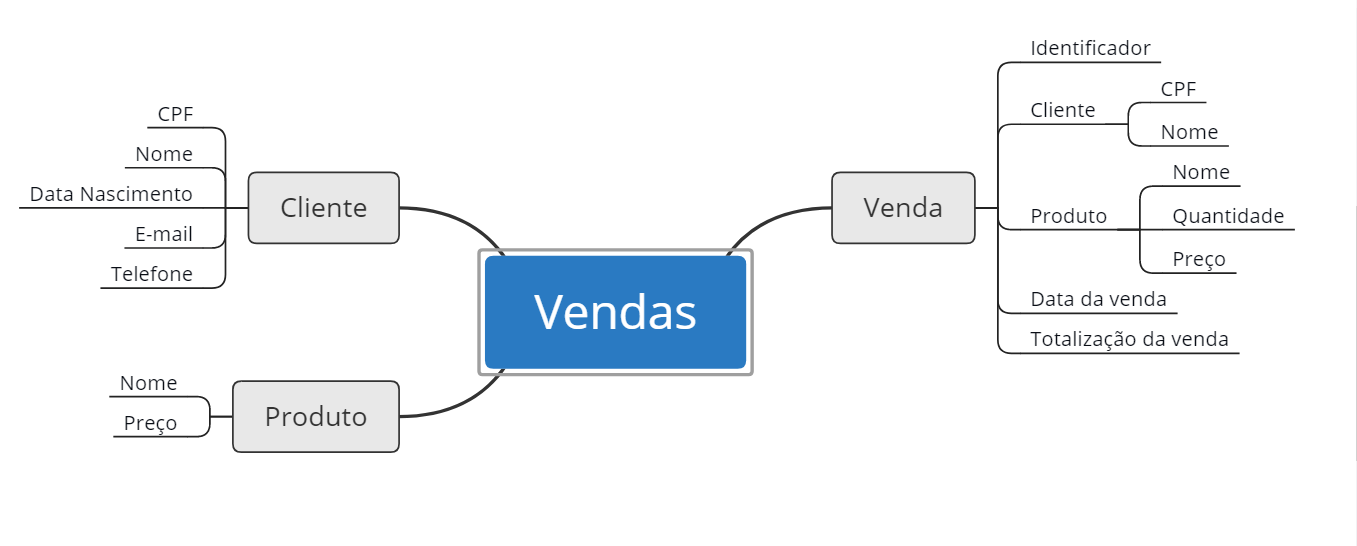 Vendas
Cliente
CPF
Nome
Data Nascimento
E-mail
Telefone
Produto
Nome
Preço
Venda
Identificador
Cliente
CPF
Nome
Produto
Nome
Quantidade
Preço
Data da venda
Totalização da venda